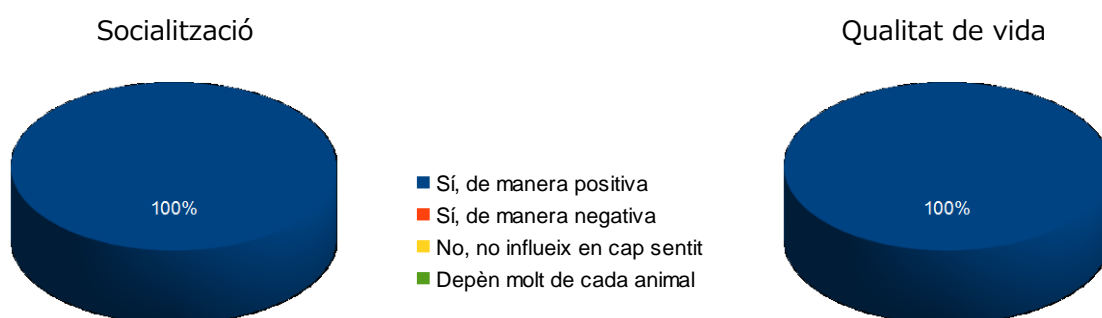 Socialització
Qualitat de vida
100%
Sí, de manera positiva
Sí, de manera negativa
No, no influeix en cap sentit
Depèn molt de cada animal
100%